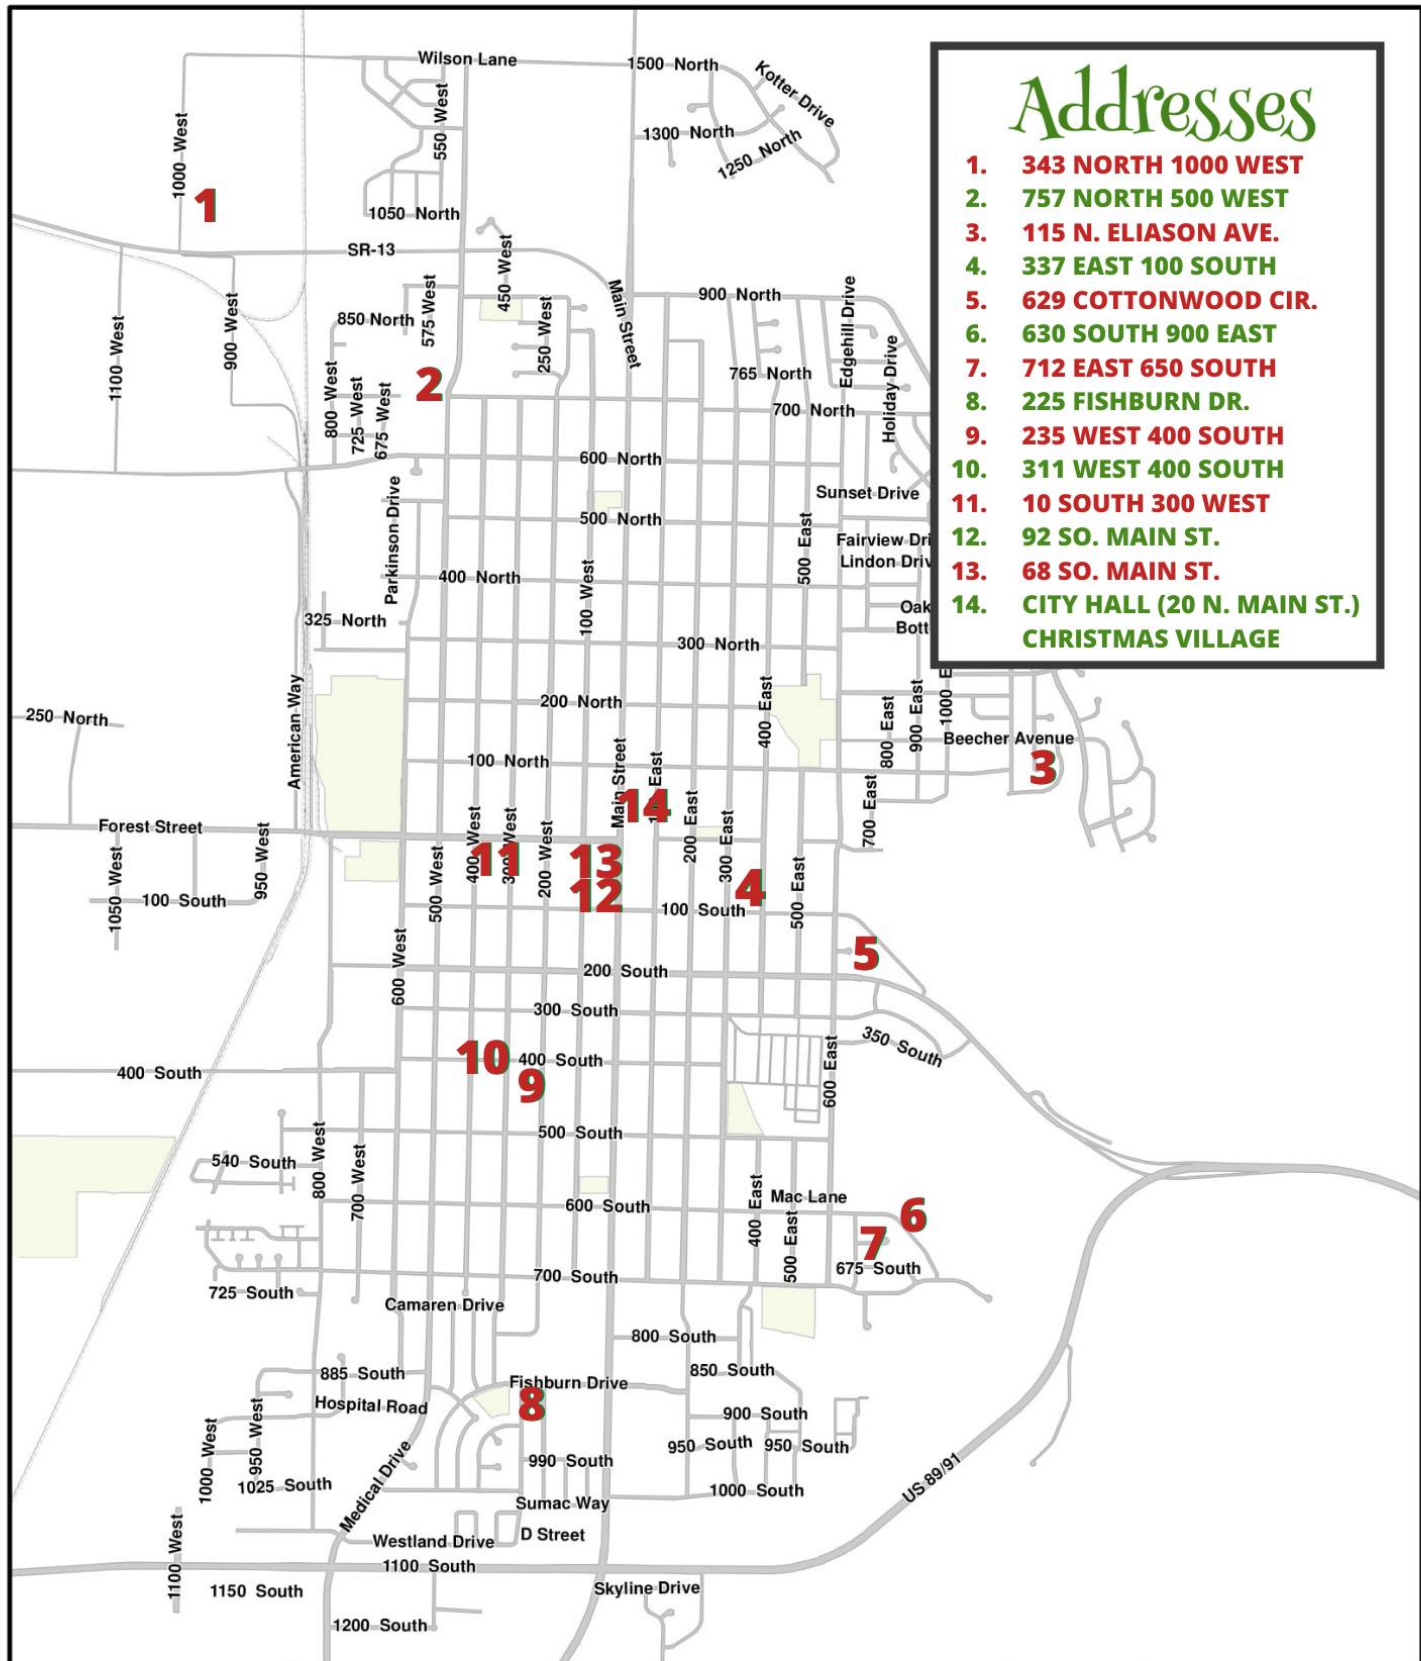 Wilson Lane
1500 North
Kotter Drive
550 West
1000 West
1300 North
1250 North
1
1050 North
SR-13
450 West
575 West
Main Street
900 North
Edgehill Drive
850 North
1100 West
900 West
250 West
Holiday Drive
765 North
2
800 West
725 West
675 West
700 North
600 North
Sunset Drive
Parkinson Drive
500 North
500 East
Fairview Dri
Lindon Driv
400 North
100 West
325 North
Oak
Bott
300 North
200 North
400 East
800 East
900 East
1000 E
250 North
American Way
Beecher Avenue
100 North
Main Street
East
3
14
Forest Street
400 West
300 West
200 West
200 East
300 East
700 East
950 West
1050 West
500 West
11
13
12
4
500 East
100 South
100 South
5
600 West
200 South
300 South
350 South
10
400 South
400 South
9
600 East
500 South
800 West
700 West
540 South
400 East
Mac Lane
6
600 South
500 East
7
675 South
700 South
725 South
Camaren Drive
800 South
885 South
850 South
Fishburn Drive
8
Hospital Road
900 South
1000 West
950 West
950 South
950 South
Medical Drive
990 South
1025 South
1000 South
US 89/91
Sumac Way
1100 West
D Street
Westland Drive
1100 South
1150 South
Skyline Drive
1200 South
Addresses
1. 343 NORTH 1000 WEST
2. 757 NORTH 500 WEST
3. 115 N. ELIASON AVE.
4. 337 EAST 100 SOUTH
5. 629 COTTONWOOD CIR.
6. 630 SOUTH 900 EAST
7. 712 EAST 650 SOUTH
8. 225 FISHBURN DR.
9. 235 WEST 400 SOUTH
10. 311 WEST 400 SOUTH
11. 10 SOUTH 300 WEST
12. 92 SO. MAIN ST.
13. 68 SO. MAIN ST.
14. CITY HALL (20 N. MAIN ST.)
CHRISTMAS VILLAGE